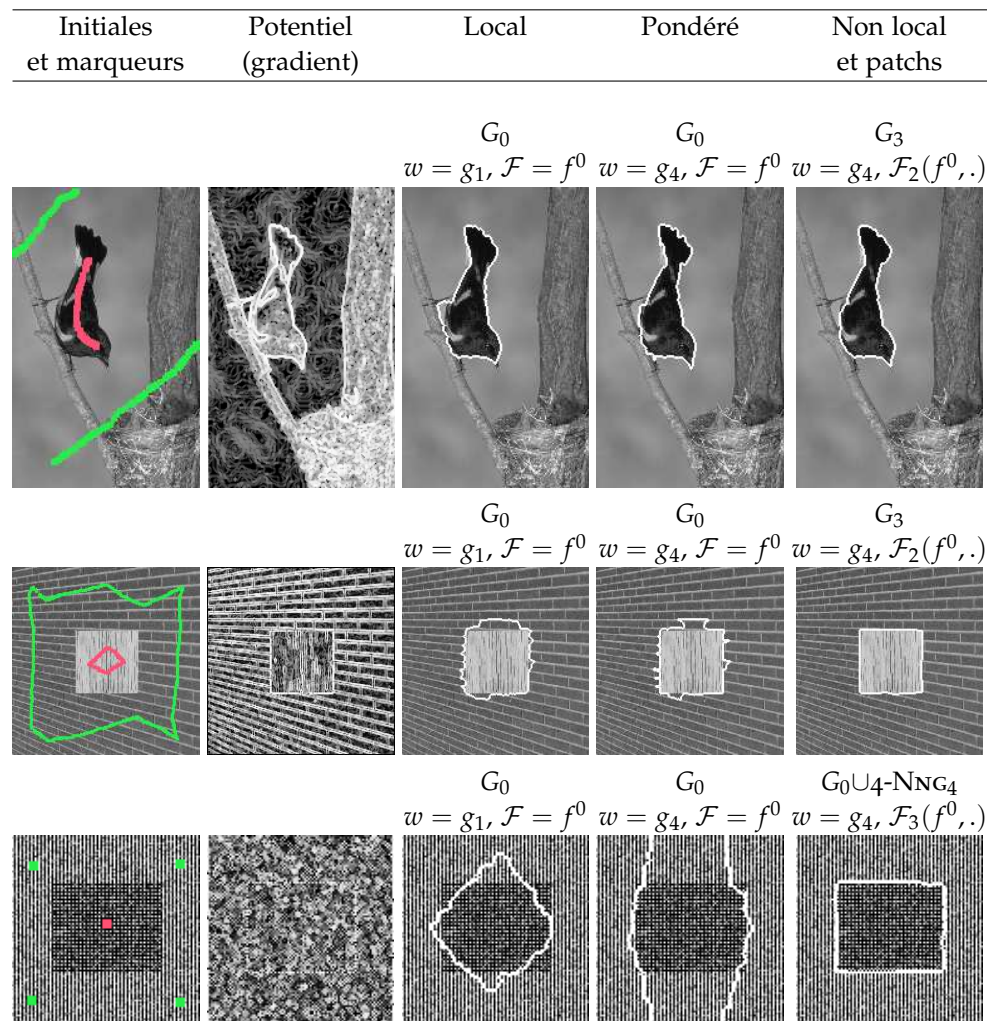 Initiales Potentiel Local Pondéré Non local
et marqueurs (gradient) et patchs
G₀ G₀ G₃
w = g₁, ℱ = f⁰ w = g₄, ℱ = f⁰ w = g₄, ℱ₂(f⁰,.)
G₀ G₀ G₃
w = g₁, ℱ = f⁰ w = g₄, ℱ = f⁰ w = g₄, ℱ₂(f⁰,.)
G₀ G₀ G₀∪4-NNG₄
w = g₁, ℱ = f⁰ w = g₄, ℱ = f⁰ w = g₄, ℱ₃(f⁰,.)